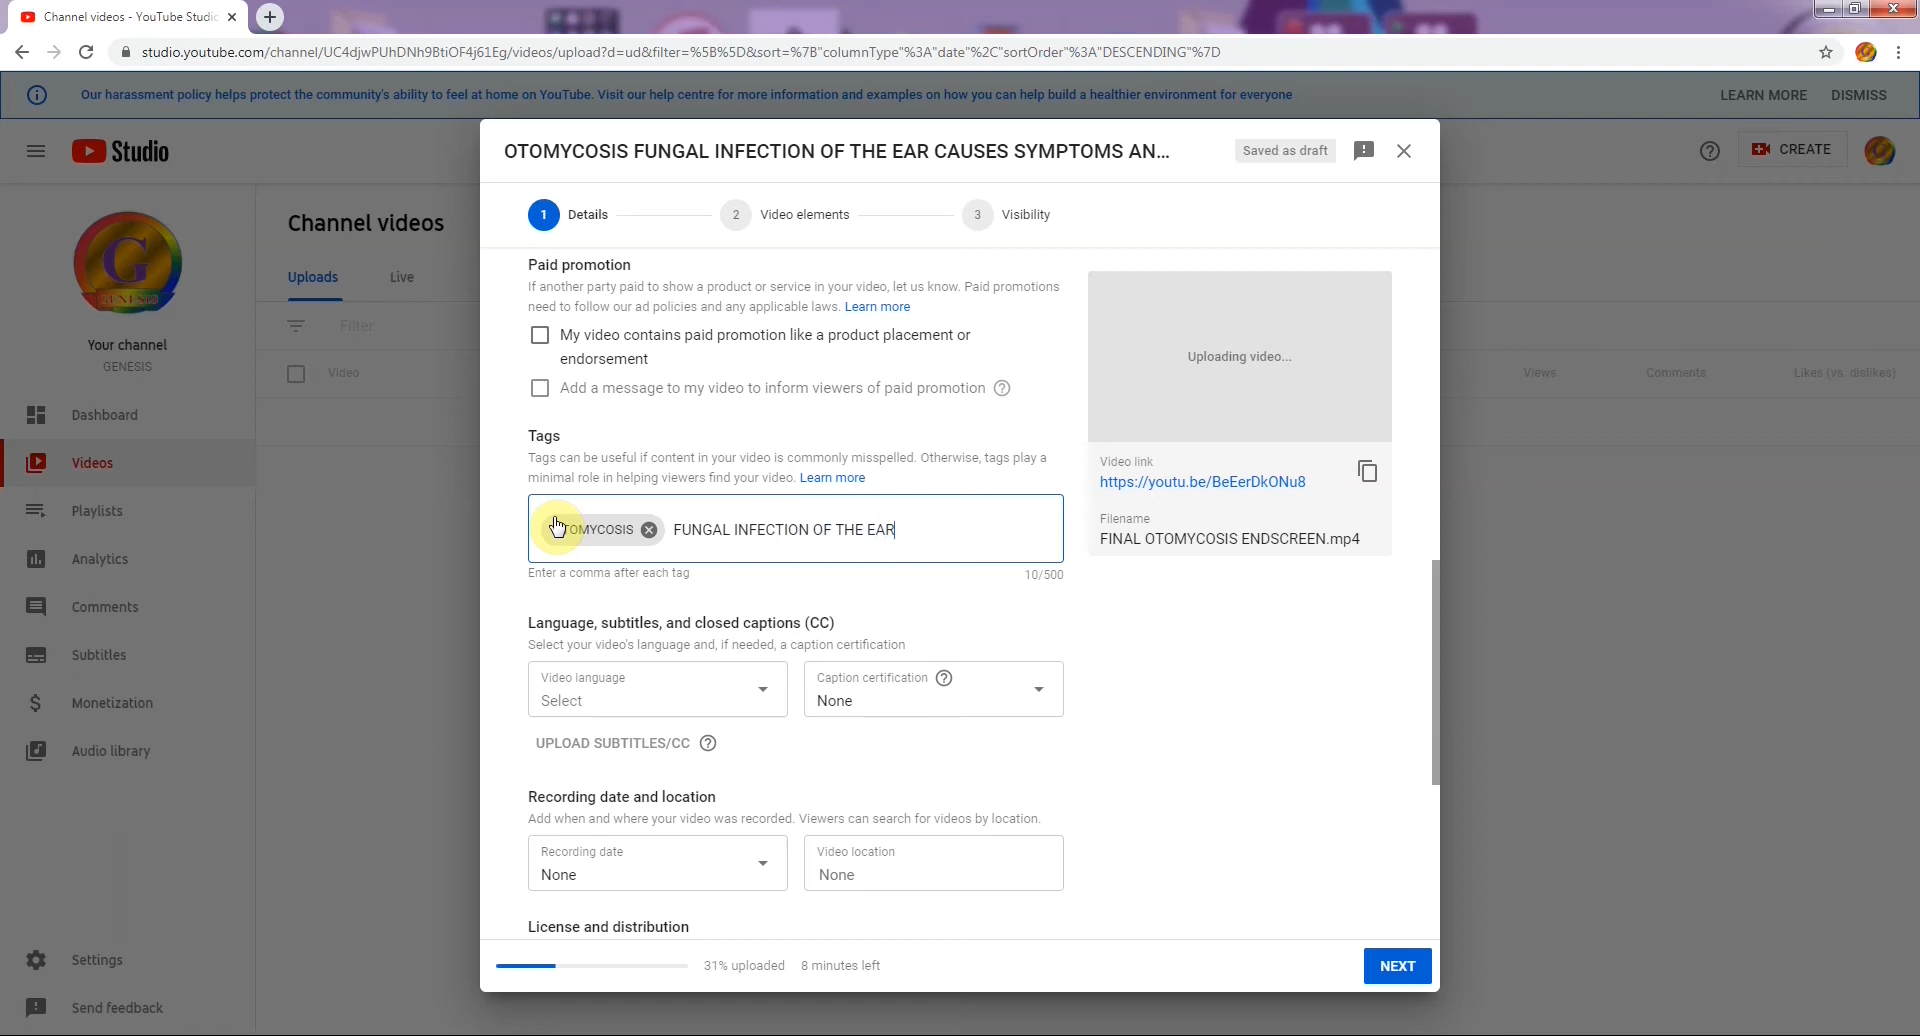 Channel videos - YouTube Studio
studio.youtube.com/channel/UC4djwPUhDNh9BtiOF4j61Eg/videos/upload?d=ud&filter=%5B%5D&sort=%7B"columnType"%3A"date"%2C"sortOrder"%3A"DESCENDING"%7D
Our harassment policy helps protect the community's ability to feel at home on YouTube. Visit our help centre for more information and examples on how you can help build a healthier environment for everyone
LEARN MORE DISMISS
Studio
CREATE
G
GENESIS
Your channel
GENESIS
Dashboard
Videos
Playlists
Analytics
Comments
Subtitles
Monetization
Audio library
Settings
Send feedback
Channel videos
Uploads Live
Filter
Video
Views Comments Likes (vs. dislikes)
OTOMYCOSIS FUNGAL INFECTION OF THE EAR CAUSES SYMPTOMS AN...
Saved as draft
1 Details 2 Video elements 3 Visibility
Paid promotion
If another party paid to show a product or service in your video, let us know. Paid promotions
need to follow our ad policies and any applicable laws. Learn more
My video contains paid promotion like a product placement or
endorsement
Add a message to my video to inform viewers of paid promotion
Tags
Tags can be useful if content in your video is commonly misspelled. Otherwise, tags play a
minimal role in helping viewers find your video. Learn more
OTOMYCOSIS FUNGAL INFECTION OF THE EAR
Enter a comma after each tag 10/500
Language, subtitles, and closed captions (CC)
Select your video's language and, if needed, a caption certification
Video language
Select
Caption certification
None
UPLOAD SUBTITLES/CC
Recording date and location
Add when and where your video was recorded. Viewers can search for videos by location.
Recording date
None
Video location
None
License and distribution
Uploading video...
Video link
https://youtu.be/BeEerDkONu8
Filename
FINAL OTOMYCOSIS ENDSCREEN.mp4
31% uploaded 8 minutes left
NEXT